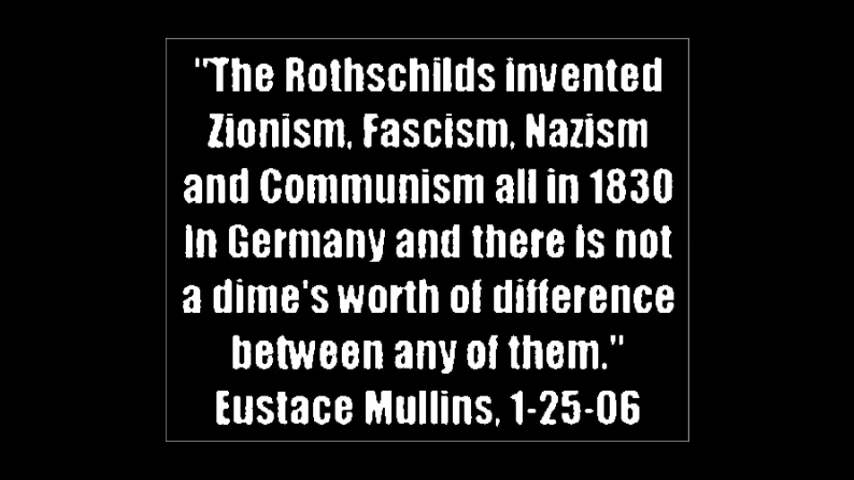 "The Rothschilds invented
Zionism, Fascism, Nazism
and Communism all in 1830
in Germany and there is not
a dime's worth of difference
between any of them."
Eustace Mullins, 1-25-06